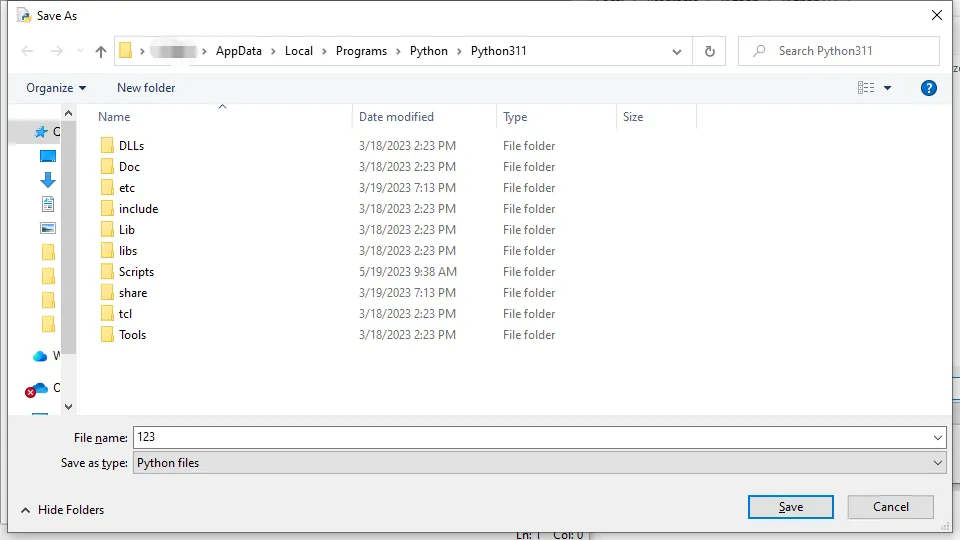 Save As
AppData > Local > Programs > Python > Python311
Search Python311
Organize
New folder
Name Date modified Type Size
DLLs 3/18/2023 2:23 PM File folder
Doc 3/18/2023 2:23 PM File folder
etc 3/19/2023 7:13 PM File folder
include 3/18/2023 2:23 PM File folder
Lib 3/18/2023 2:23 PM File folder
libs 3/18/2023 2:23 PM File folder
Scripts 5/19/2023 9:38 AM File folder
share 3/19/2023 7:13 PM File folder
tcl 3/18/2023 2:23 PM File folder
Tools 3/18/2023 2:23 PM File folder
File name: 123
Save as type: Python files
Hide Folders
Save
Cancel
Ln: 1 Col: 0